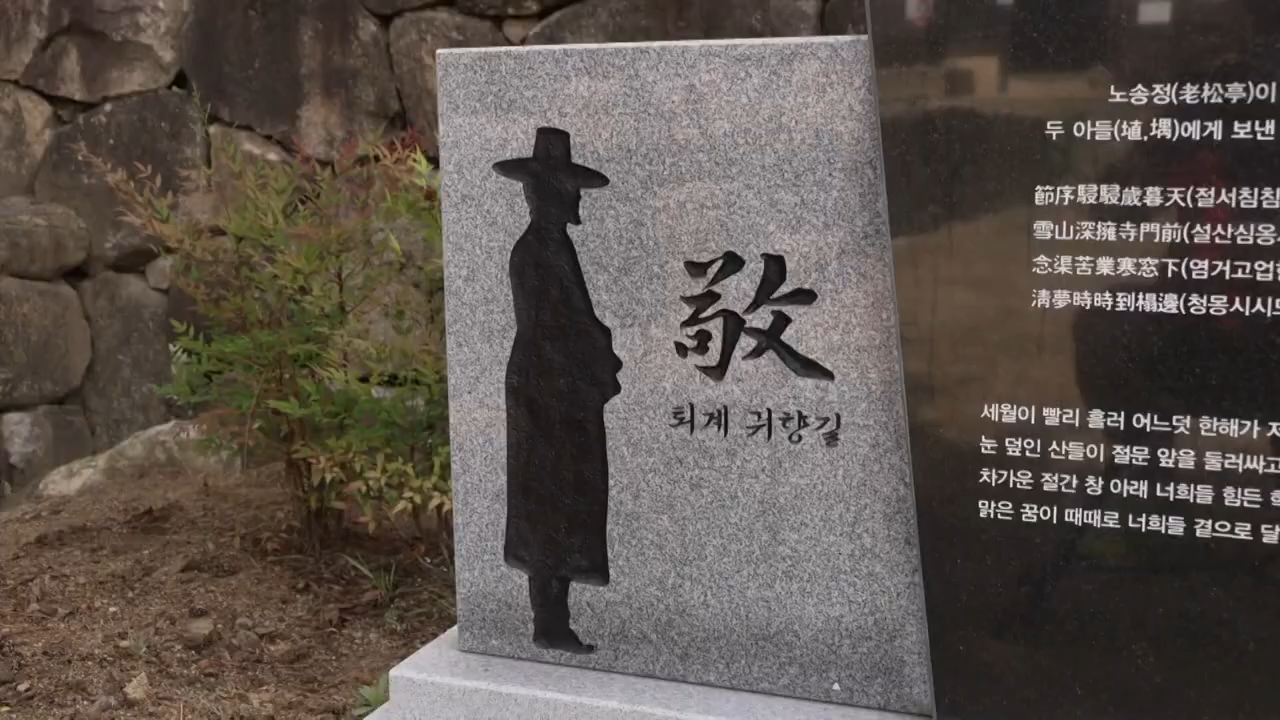 敬
퇴계 귀향길
노송정(老松亭)이
두 아들(埴,堣)에게 보낸
節序駸駸歲暮天(절서침침
雪山深擁寺門前(설산심옹
念渠苦業寒窓下(염거고업
淸夢時時到榻邊(청몽시시
세월이 빨리 흘러 어느덧 한해가
눈 덮인 산들이 절문 앞을 둘러싸고
차가운 절간 창 아래 너희들 힘든
맑은 꿈이 때때로 너희들 곁으로 달